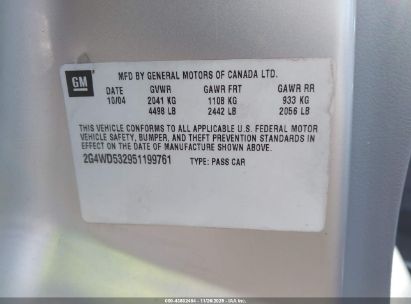 GM
MFD BY GENERAL MOTORS OF CANADA LTD.
DATE GVWR GAWR FRT GAWR RR
10/04 2041 KG 1108 KG 933 KG
4498 LB 2442 LB 2056 LB
THIS VEHICLE CONFORMS TO ALL APPLICABLE U.S. FEDERAL MOTOR
VEHICLE SAFETY, BUMPER, AND THEFT PREVENTION STANDARDS IN
EFFECT ON THE DATE OF MANUFACTURE SHOWN ABOVE.
2G4WD532951199761 TYPE: PASS CAR